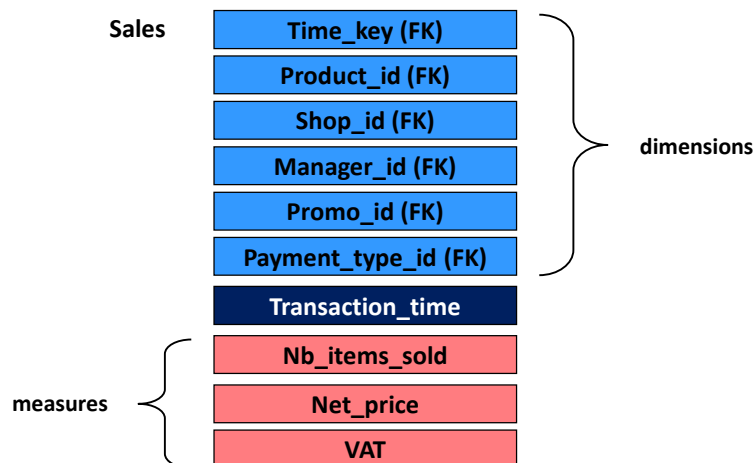 Sales
Time_key (FK)
Product_id (FK)
Shop_id (FK)
Manager_id (FK)
Promo_id (FK)
Payment_type_id (FK)
dimensions
Transaction_time
Nb_items_sold
Net_price
VAT
measures